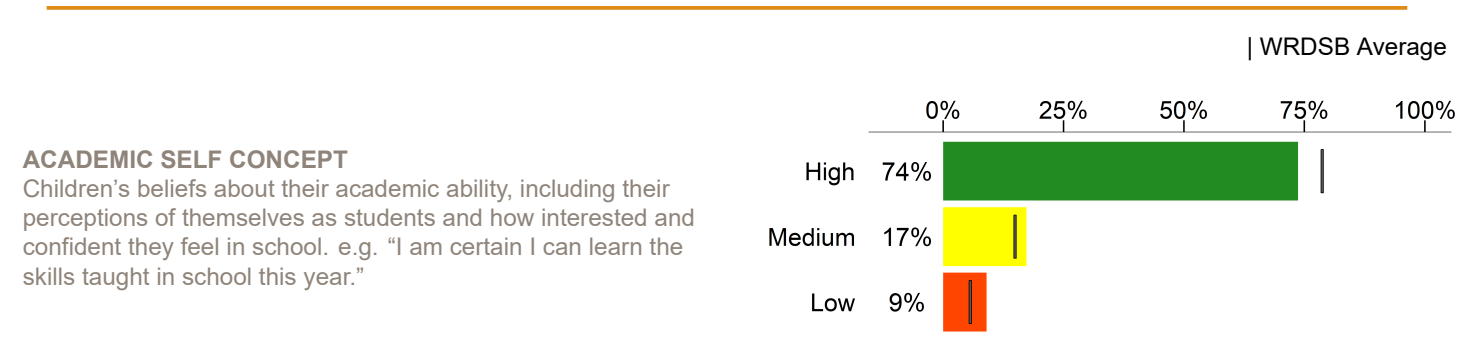 | WRDSB Average
0% 25% 50% 75% 100%
ACADEMIC SELF CONCEPT
Children’s beliefs about their academic ability, including their
perceptions of themselves as students and how interested and
confident they feel in school. e.g. “I am certain I can learn the
skills taught in school this year.”
High 74%
Medium 17%
Low 9%